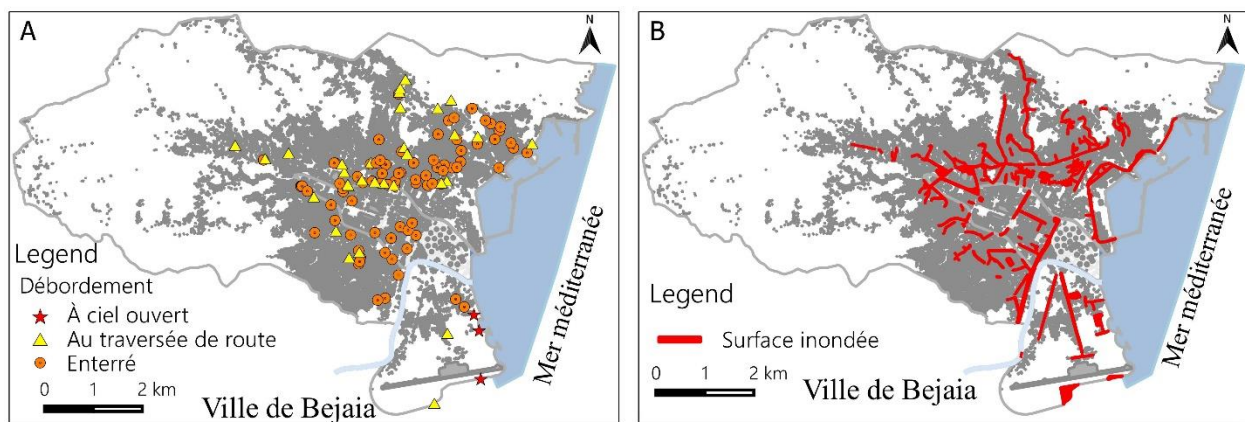 A
N
Legend
Débordement
À ciel ouvert
Au traversée de route
Enterré
0 1 2 km
Ville de Bejaia
Mer méditerranée
B
N
Legend
Surface inondée
0 1 2 km
Ville de Bejaia
Mer méditerranée